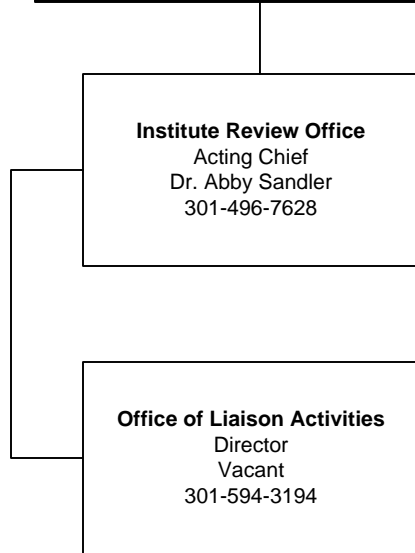 Institute Review Office
Acting Chief
Dr. Abby Sandler
301-496-7628
Office of Liaison Activities
Director
Vacant
301-594-3194